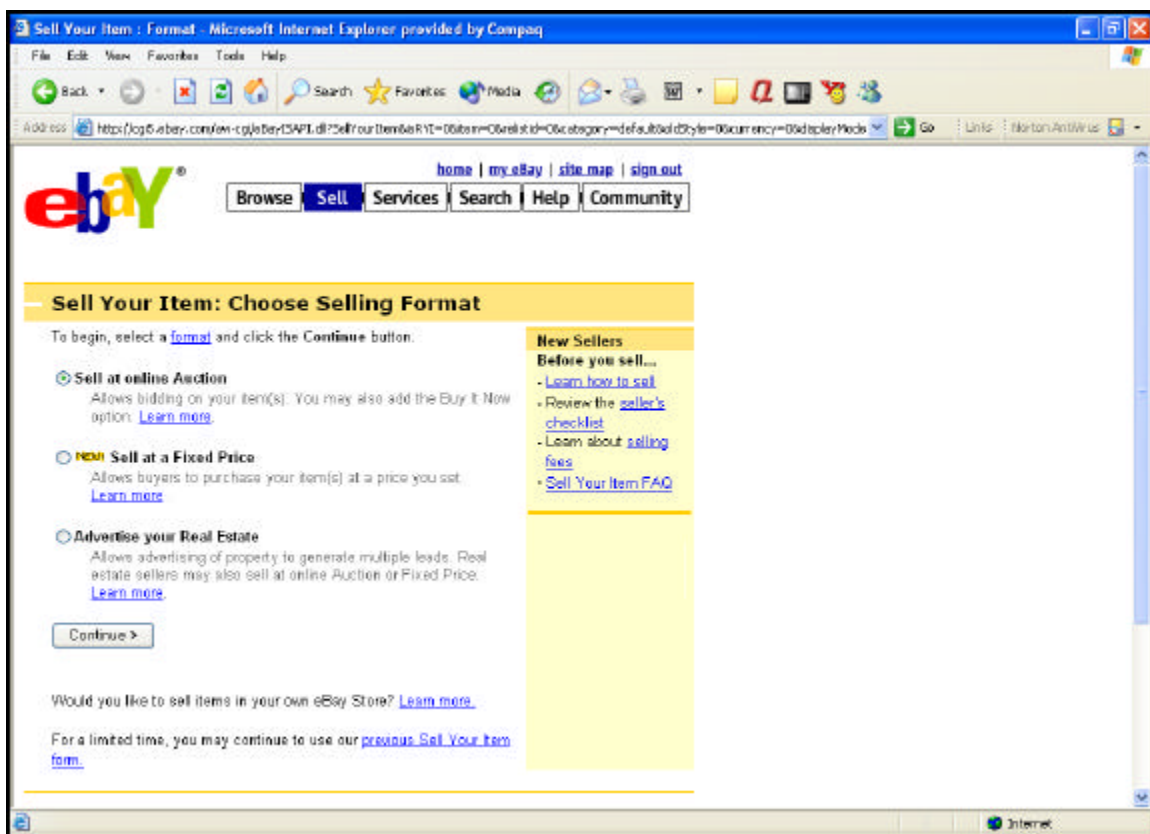 Sell Your Item : Format - Microsoft Internet Explorer provided by Compaq
File Edit View Favorites Tools Help
Back Search Favorites Media
Address Go Links Norton AntiVirus
home | my eBay | site map | sign out
ebaY®
Browse Sell Services Search Help Community
Sell Your Item: Choose Selling Format
To begin, select a format and click the Continue button.
Sell at online Auction
Allows bidding on your item(s). You may also add the Buy It Now
option. Learn more.
NEW! Sell at a Fixed Price
Allows buyers to purchase your item(s) at a price you set.
Learn more
Advertise your Real Estate
Allows advertising of property to generate multiple leads. Real
estate sellers may also sell at online Auction or Fixed Price.
Learn more.
Continue >
Would you like to sell items in your own eBay Store? Learn more.
For a limited time, you may continue to use our previous Sell Your Item
form.
New Sellers
Before you sell...
- Learn how to sell
- Review the seller's
checklist
- Learn about selling
fees
- Sell Your Item FAQ
Internet